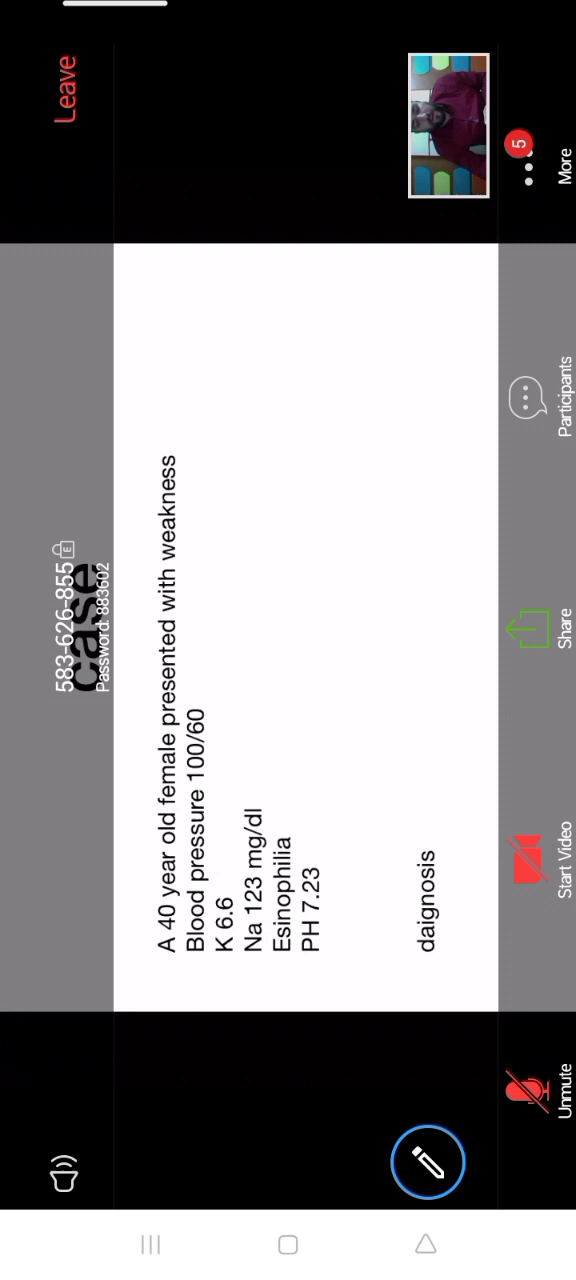 Leave
583-626-855
case
Password: 883602
A 40 year old female presented with weakness
Blood pressure 100/60
K 6.6
Na 123 mg/dl
Esinophilia
PH 7.23
daignosis
Unmute
Start Video
Share
Participants
More
5
E